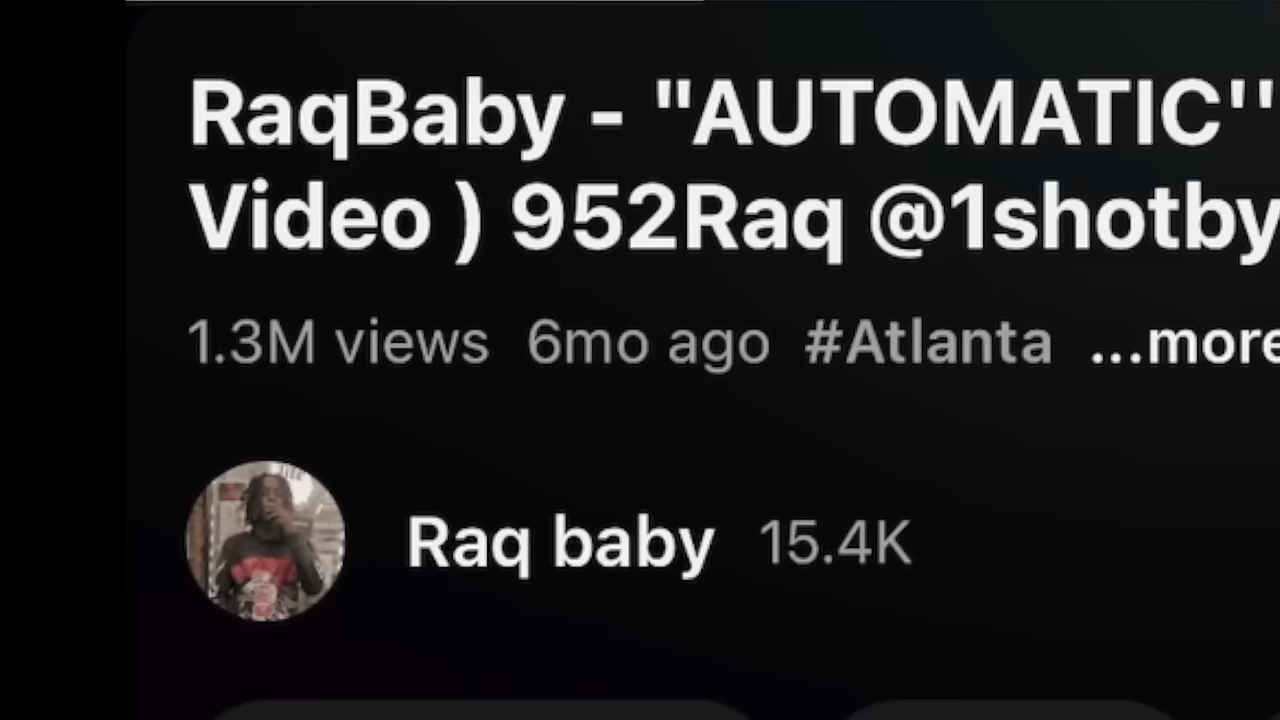 RaqBaby - "AUTOMATIC''
Video ) 952Raq @1shotby
1.3M views 6mo ago #Atlanta ...more
Raq baby 15.4K